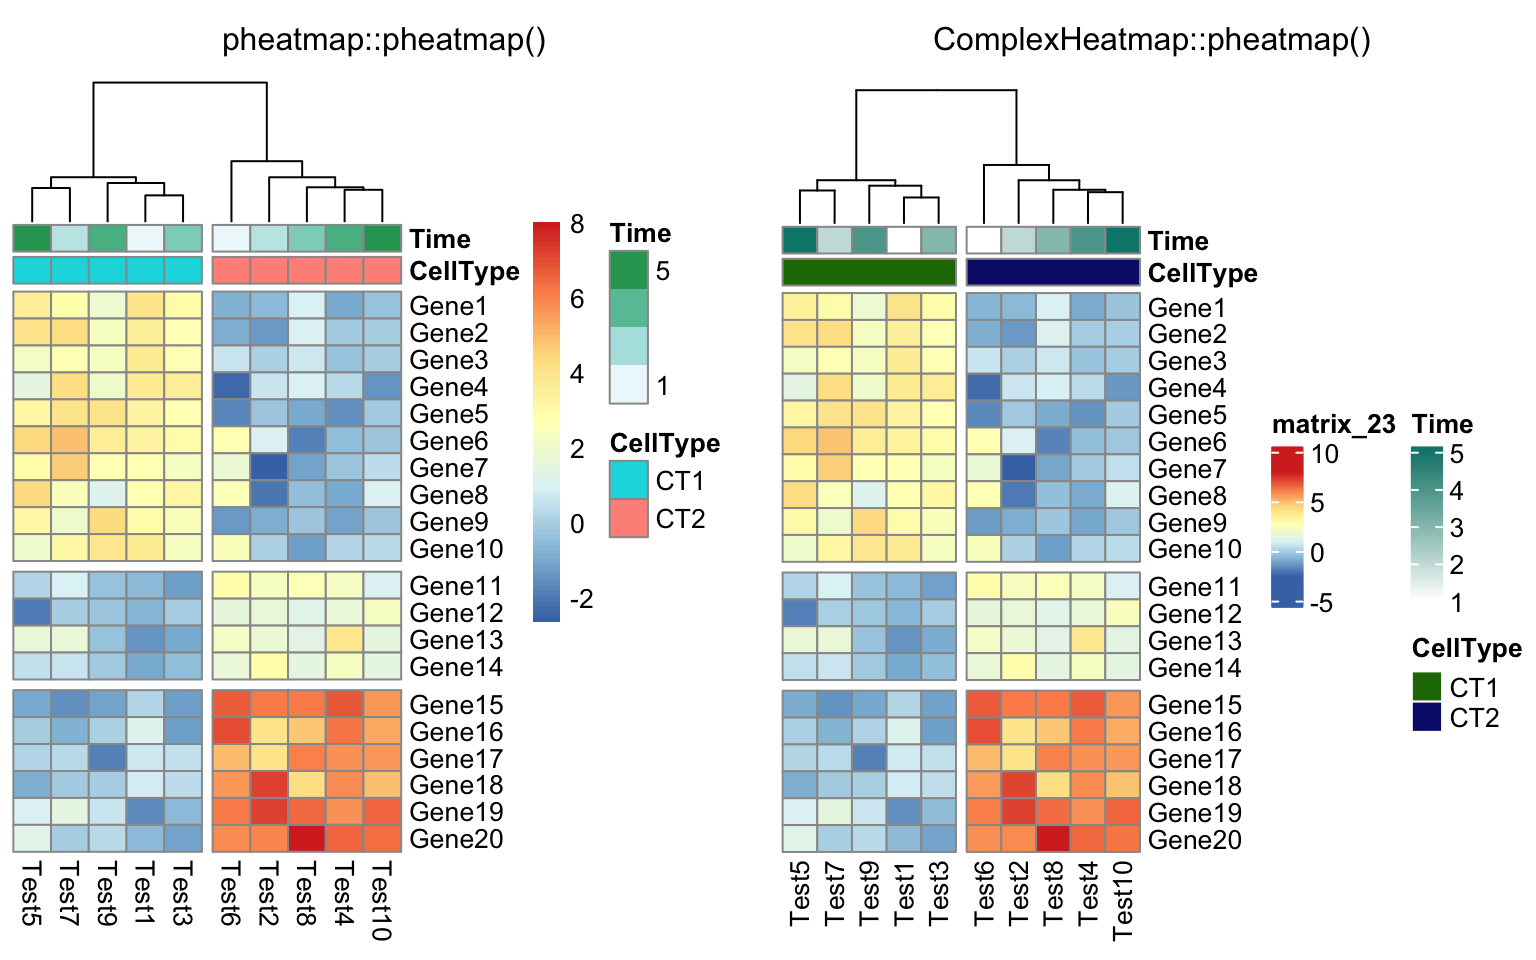 pheatmap::pheatmap()
Time
CellType
Gene1
Gene2
Gene3
Gene4
Gene5
Gene6
Gene7
Gene8
Gene9
Gene10
Gene11
Gene12
Gene13
Gene14
Gene15
Gene16
Gene17
Gene18
Gene19
Gene20
Test5
Test7
Test9
Test1
Test3
Test6
Test2
Test8
Test4
Test10
8
6
4
2
0
-2
Time
5
1
CellType
CT1
CT2
ComplexHeatmap::pheatmap()
Time
CellType
Gene1
Gene2
Gene3
Gene4
Gene5
Gene6
Gene7
Gene8
Gene9
Gene10
Gene11
Gene12
Gene13
Gene14
Gene15
Gene16
Gene17
Gene18
Gene19
Gene20
Test5
Test7
Test9
Test1
Test3
Test6
Test2
Test8
Test4
Test10
matrix_23
10
5
0
-5
Time
5
4
3
2
1
CellType
CT1
CT2